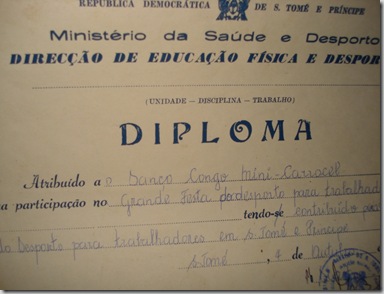 REPÚBLICA DEMOCRÁTICA DE S. TOMÉ E PRÍNCIPE
Ministério da Saúde e Desporto
DIRECÇÃO DE EDUCAÇÃO FÍSICA E DESPOR
(UNIDADE — DISCIPLINA — TRABALHO)
DIPLOMA
Atribuído a o Danço Congo Mini-Carrocel
a participação no Grande Festa desporto para trabalhad
tendo-se contribuído para
do Desporto para trabalhadores em S. Tomé e Príncipe
S. Tomé, 4 de